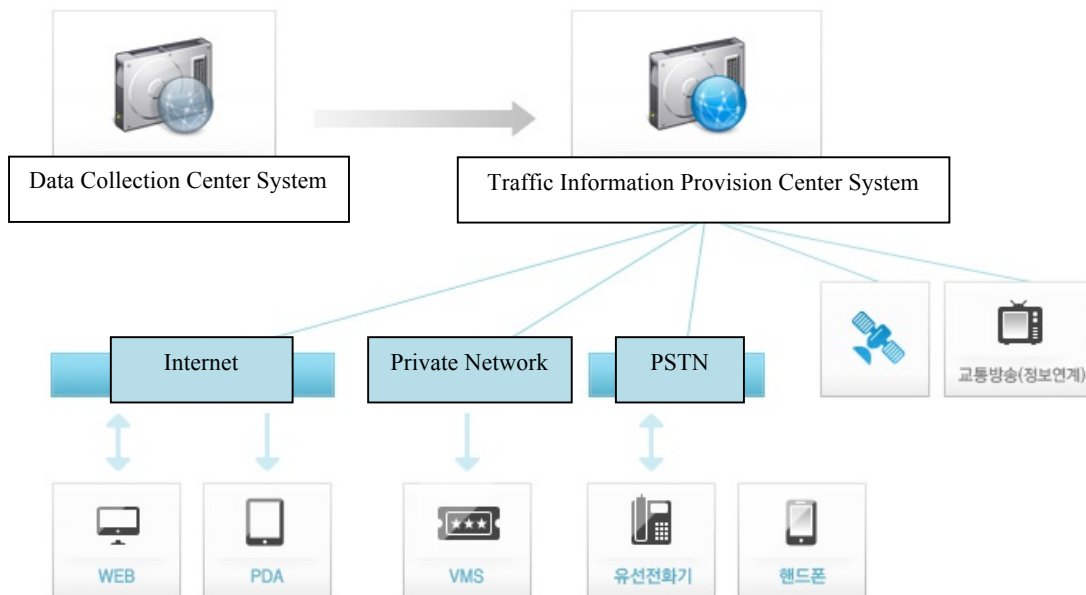 Data Collection Center System
Traffic Information Provision Center System
Internet
Private Network
PSTN
교통방송(정보연계)
WEB
PDA
VMS
유선전화기
핸드폰